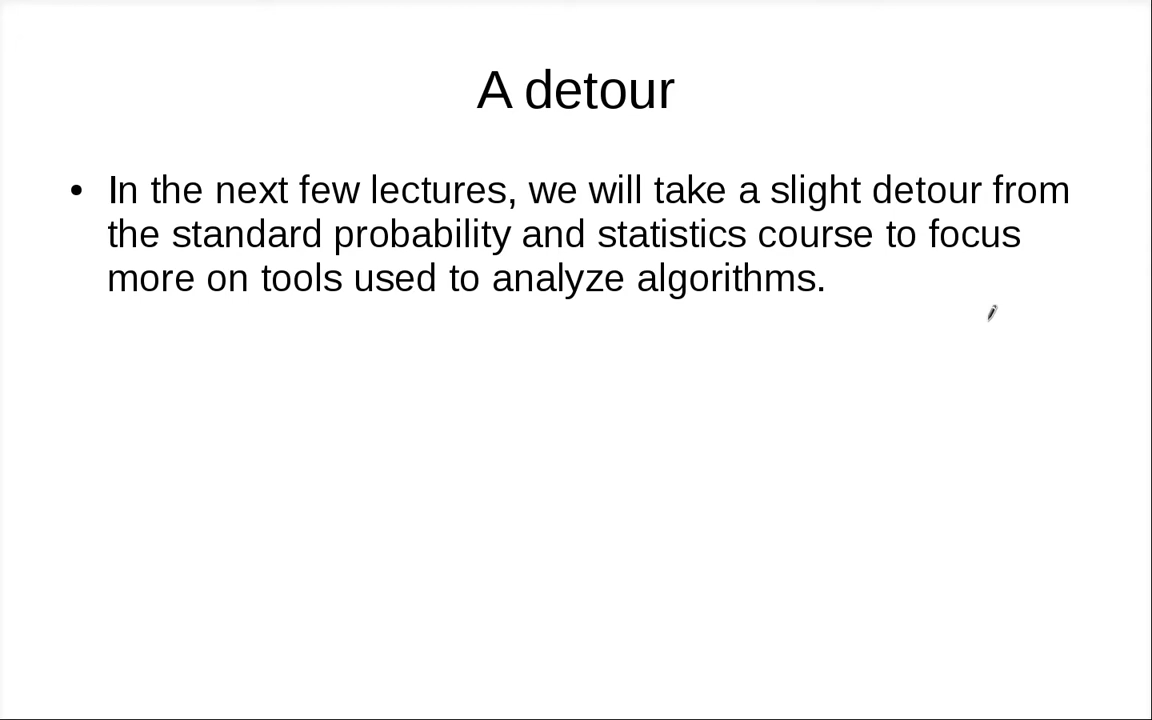 A detour
• In the next few lectures, we will take a slight detour from
the standard probability and statistics course to focus
more on tools used to analyze algorithms.